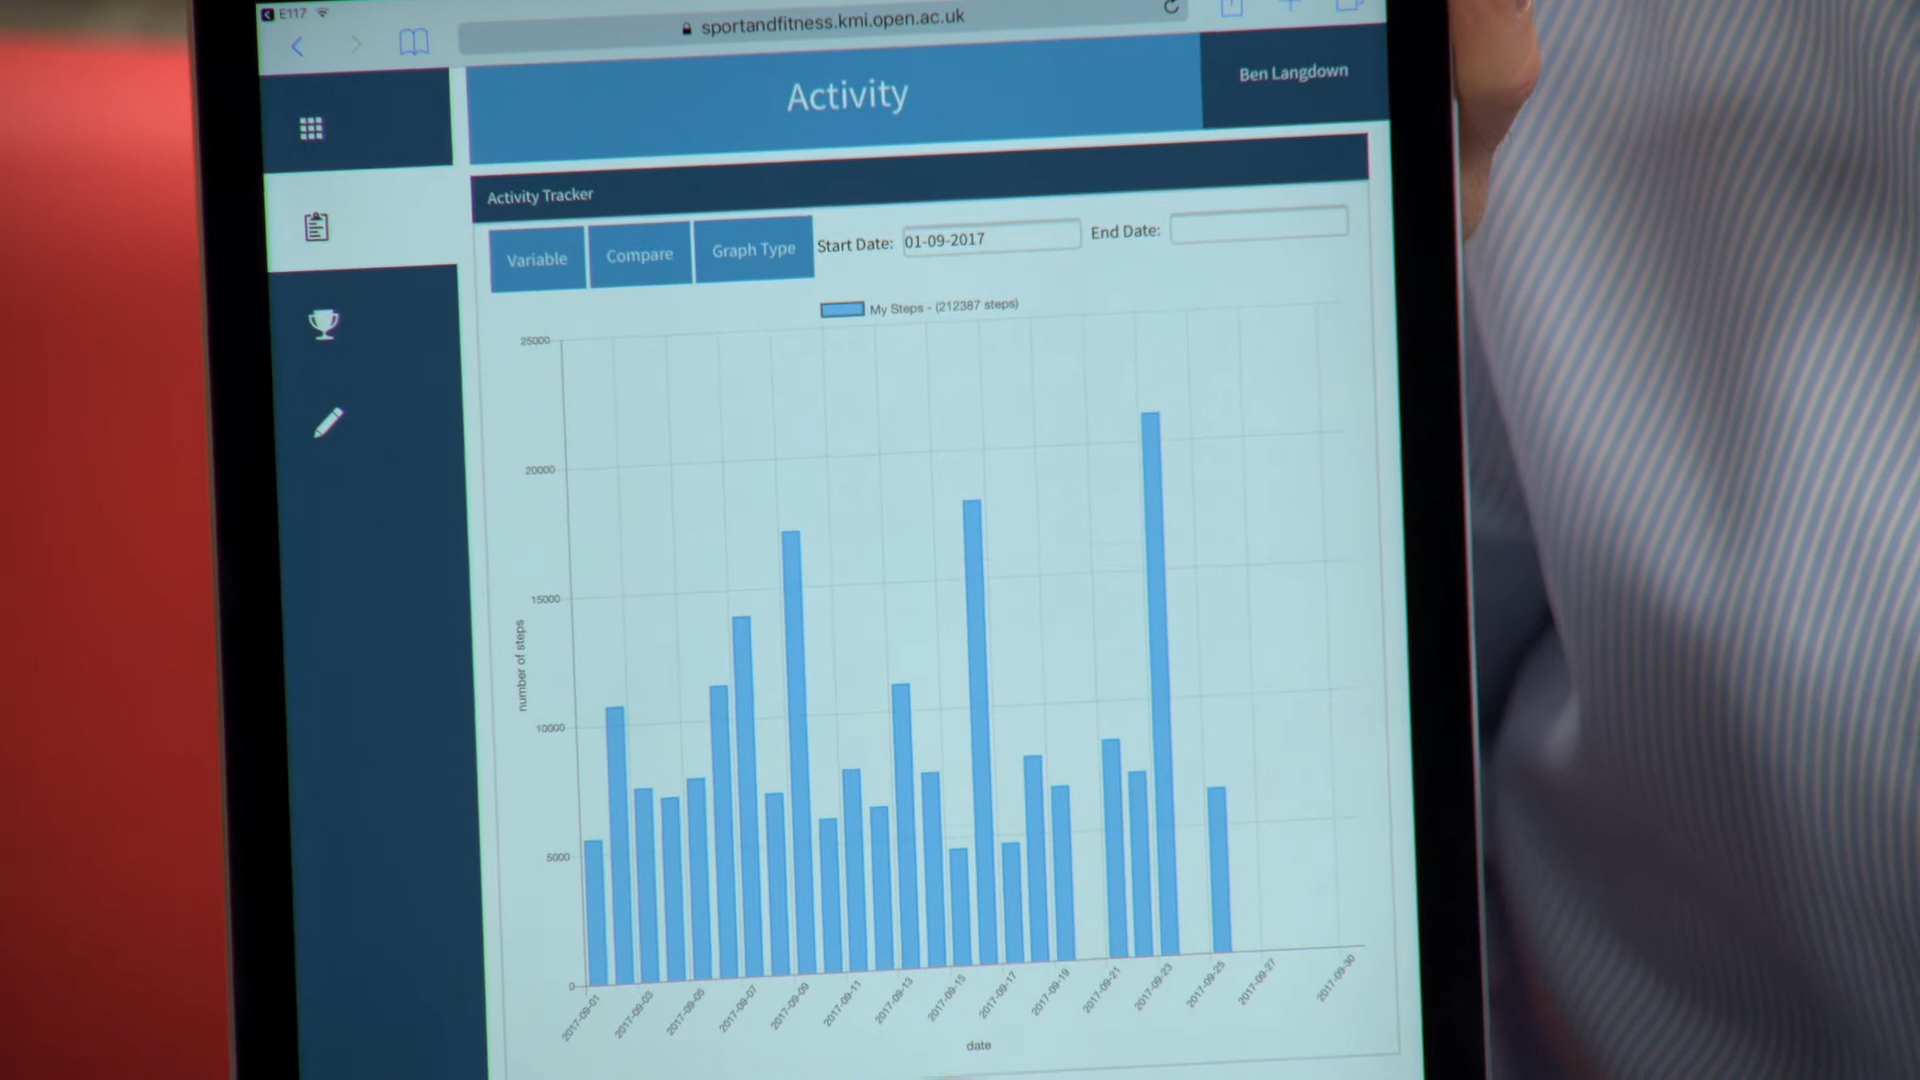 E117
sportandfitness.kmi.open.ac.uk
Activity
Ben Langdown
Activity Tracker
Variable
Compare
Graph Type
Start Date:
01-09-2017
End Date:
My Steps - (212387 steps)
25000
20000
15000
10000
5000
0
number of steps
2017-09-01
2017-09-03
2017-09-05
2017-09-07
2017-09-09
2017-09-11
2017-09-13
2017-09-15
2017-09-17
2017-09-19
2017-09-21
2017-09-23
2017-09-25
2017-09-27
2017-09-30
date